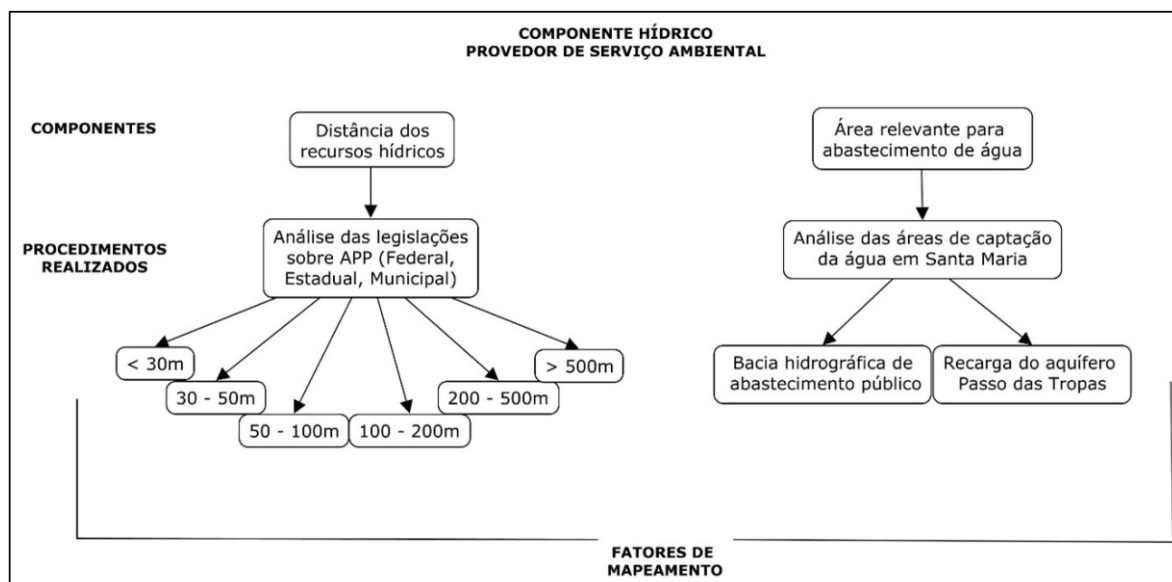 COMPONENTE HÍDRICO
PROVEDOR DE SERVIÇO AMBIENTAL
COMPONENTES
Distância dos
recursos hídricos
Área relevante para
abastecimento de água
PROCEDIMENTOS
REALIZADOS
Análise das legislações
sobre APP (Federal,
Estadual, Municipal)
Análise das áreas de captação
da água em Santa Maria
< 30m
30 - 50m
50 - 100m
100 - 200m
200 - 500m
> 500m
Bacia hidrográfica de
abastecimento público
Recarga do aquífero
Passo das Tropas
FATORES DE
MAPEAMENTO